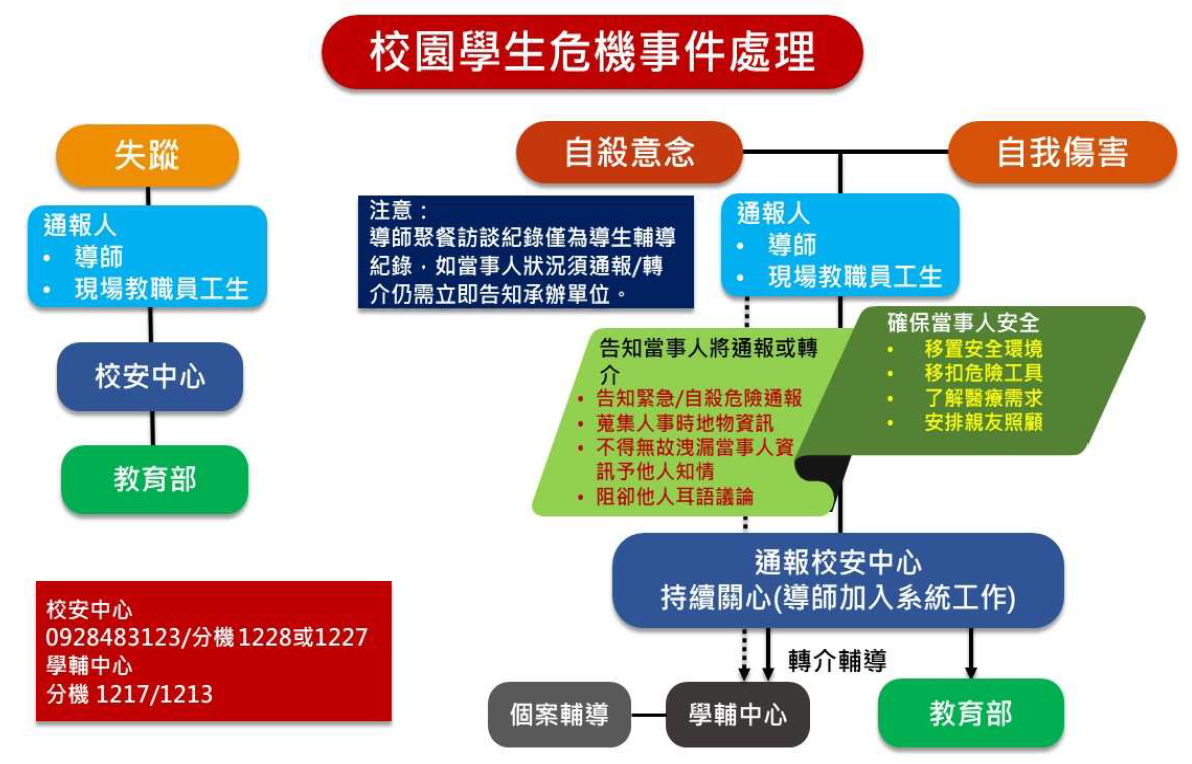 校園學生危機事件處理
失蹤
通報人
• 導師
• 現場教職員工生
校安中心
教育部
自殺意念
自我傷害
注意：
導師聚餐訪談紀錄僅為導生輔導
紀錄，如當事人狀況須通報/轉
介仍需立即告知承辦單位。
通報人
• 導師
• 現場教職員工生
告知當事人將通報或轉
介
• 告知緊急/自殺危險通報
• 蒐集人事時地物資訊
• 不得無故洩漏當事人資
訊予他人知情
• 阻卻他人耳語議論
確保當事人安全
• 移置安全環境
• 移扣危險工具
• 了解醫療需求
• 安排親友照顧
通報校安中心
持續關心(導師加入系統工作)
轉介輔導
個案輔導
學輔中心
教育部
校安中心
0928483123/分機1228或1227
學輔中心
分機 1217/1213